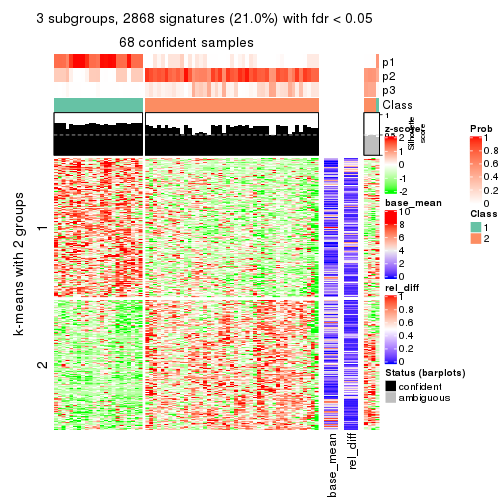 3 subgroups, 2868 signatures (21.0%) with fdr < 0.05
68 confident samples
p1
p2
p3
Class
1
Silhouette
score
k-means with 2 groups
1
2
base_mean
rel_diff
z-score
2
1
0
-1
-2
base_mean
10
8
6
4
2
0
rel_diff
1
0.8
0.6
0.4
0.2
0
Status (barplots)
confident
ambiguous
Prob
1
0.8
0.6
0.4
0.2
0
Class
1
2